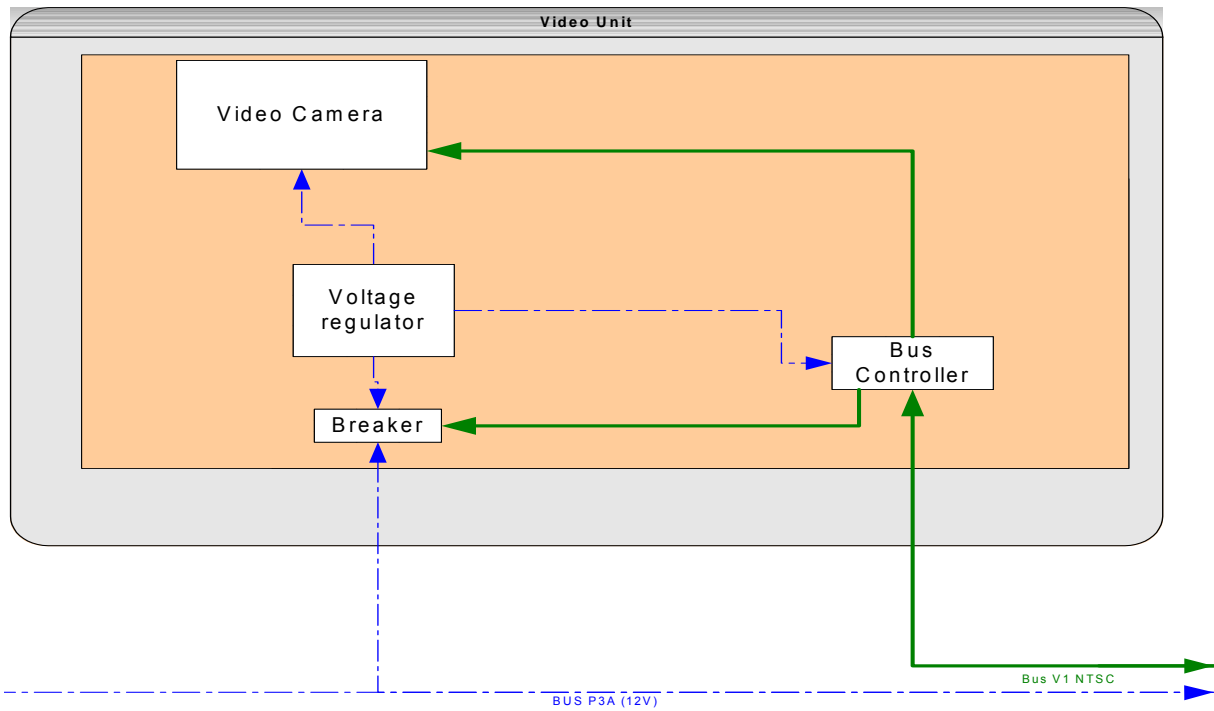 Video Unit
Video Camera
Voltage
regulator
Bus
Controller
Breaker
Bus V1 NTSC
BUS P3A (12V)